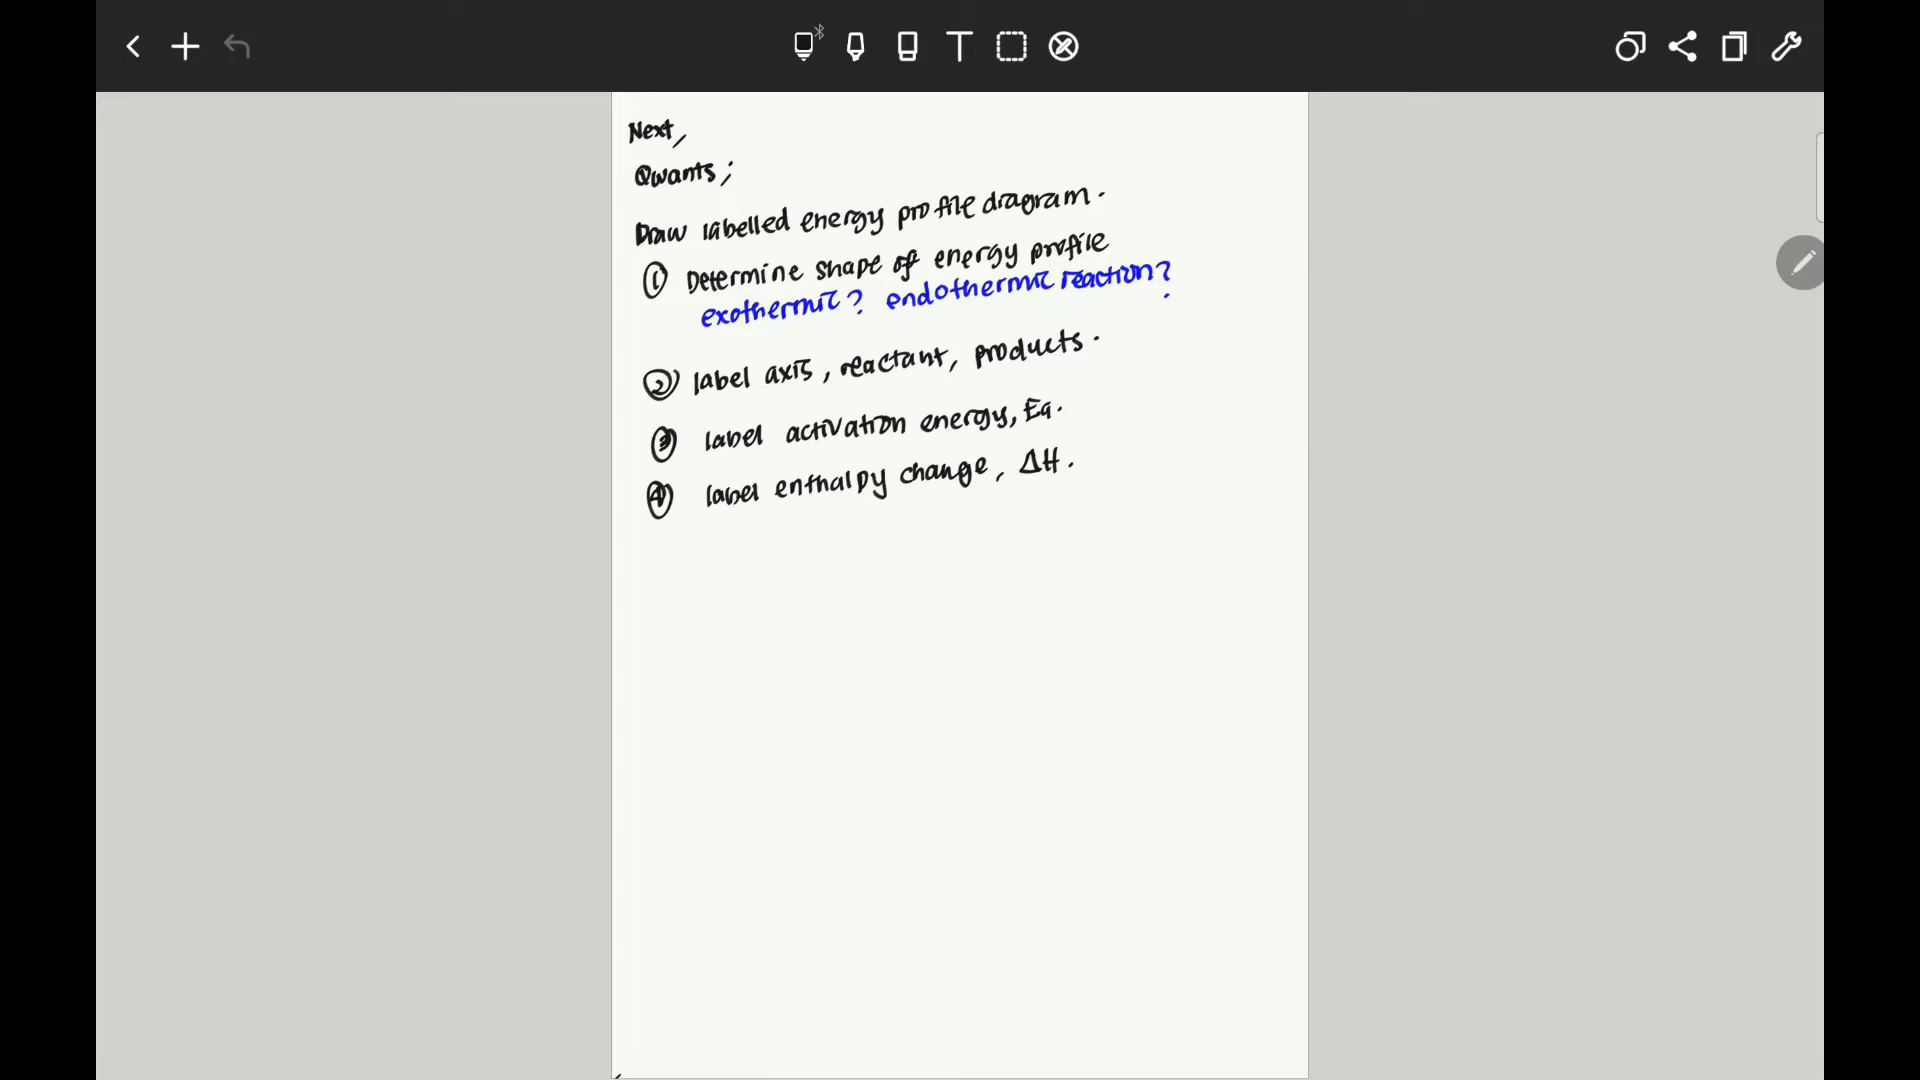 Next,
Qwants;
Draw labelled energy profile diagram.
① Determine shape of energy profile
exothermic? endothermic reaction?
② label axis, reactant, products.
③ label activation energy, Ea.
④ label enthalpy change, ΔH.